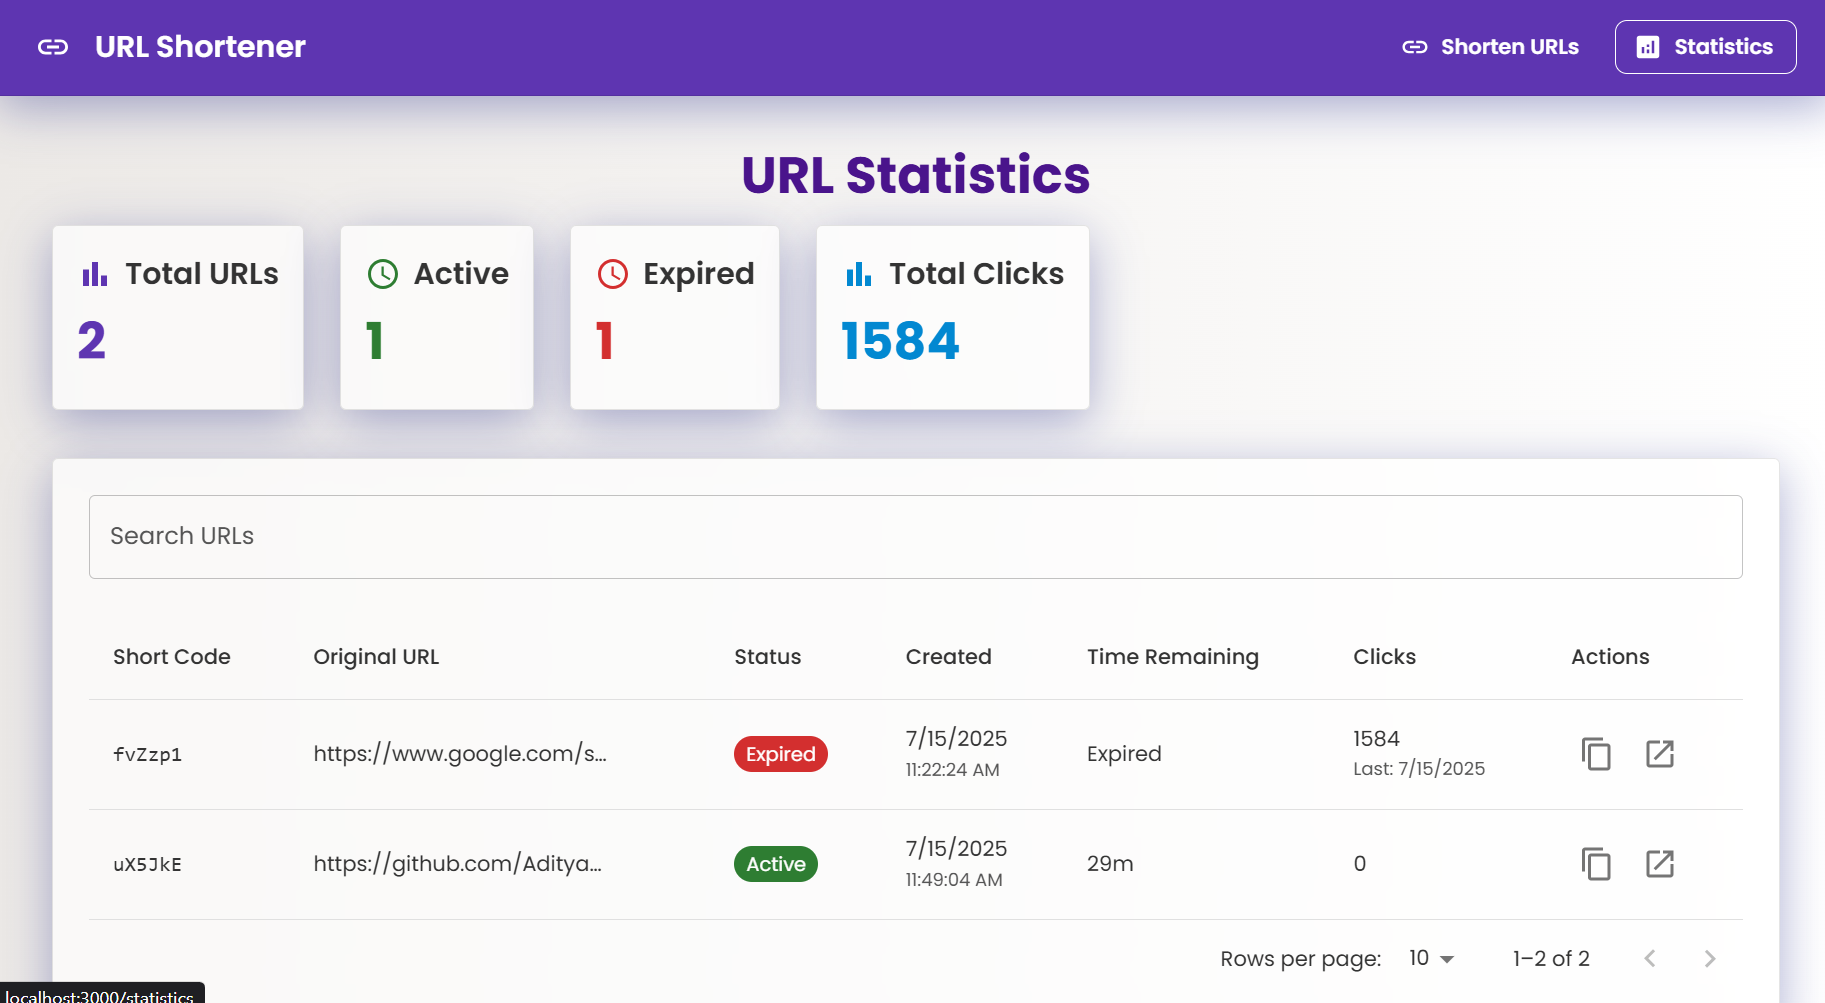 URL Shortener
Shorten URLs
Statistics
URL Statistics
Total URLs
2
Active
1
Expired
1
Total Clicks
1584
Search URLs
Short Code Original URL Status Created Time Remaining Clicks Actions
fvZzp1 https://www.google.com/s... Expired 7/15/2025 Expired 1584
11:22:24 AM Last: 7/15/2025
uX5JkE https://github.com/Aditya... Active 7/15/2025 29m 0
11:49:04 AM
Rows per page: 10 1–2 of 2
localhost:3000/statistics